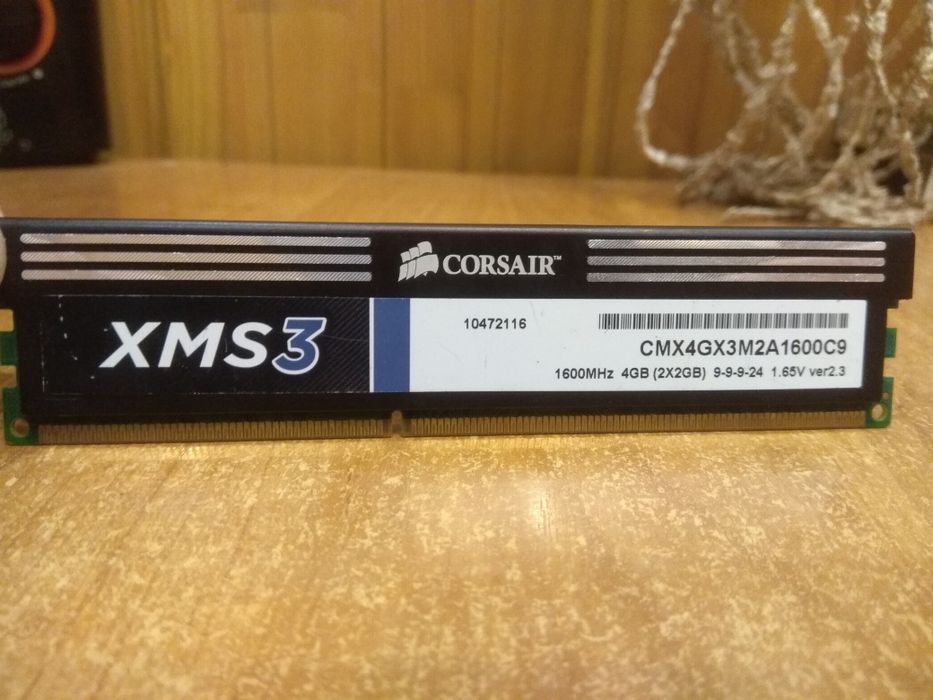 CORSAIR™
XMS3
10472116
CMX4GX3M2A1600C9
1600MHz 4GB (2X2GB) 9-9-9-24 1.65V ver2.3